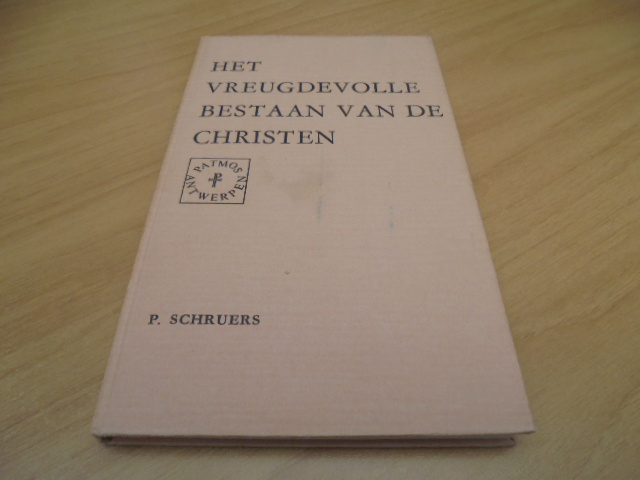 HET
VREUGDEVOLLE
BESTAAN VAN DE
CHRISTEN
PATMOS
ANTWERPEN
P. SCHRUERS